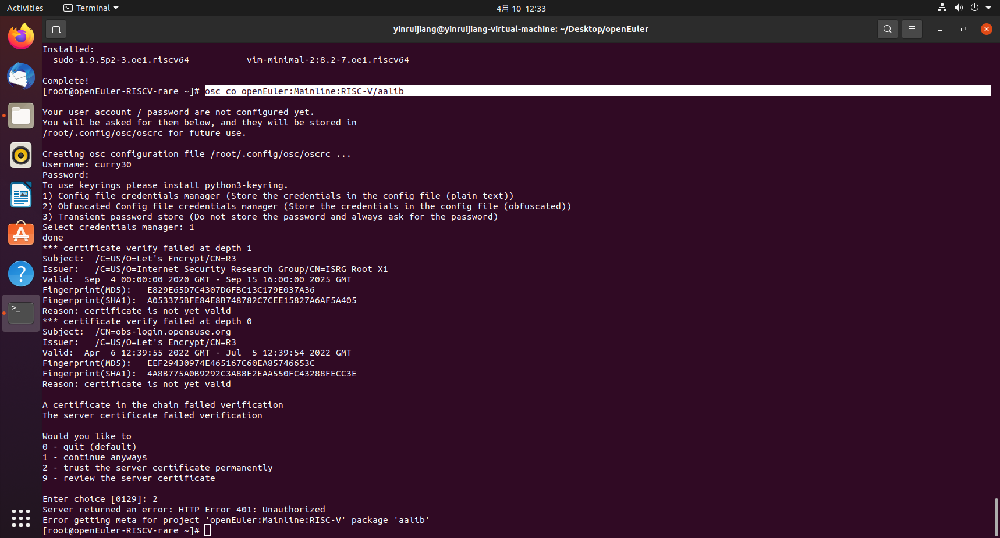 Activities
Terminal
4月 10 12:33
yinruijiang@yinruijiang-virtual-machine: ~/Desktop/openEuler
Installed:
sudo-1.9.5p2-3.oe1.riscv64 vim-minimal-2:8.2-7.oe1.riscv64
Complete!
[root@openEuler-RISCV-rare ~]# osc co openEuler:Mainline:RISC-V/aalib
Your user account / password are not configured yet.
You will be asked for them below, and they will be stored in
/root/.config/osc/oscrc for future use.
Creating osc configuration file /root/.config/osc/oscrc ...
Username: curry30
Password:
To use keyrings please install python3-keyring.
1) Config file credentials manager (Store the credentials in the config file (plain text))
2) Obfuscated Config file credentials manager (Store the credentials in the config file (obfuscated))
3) Transient password store (Do not store the password and always ask for the password)
Select credentials manager: 1
done
*** certificate verify failed at depth 1
Subject: /C=US/O=Let's Encrypt/CN=R3
Issuer: /C=US/O=Internet Security Research Group/CN=ISRG Root X1
Valid: Sep 4 00:00:00 2020 GMT - Sep 15 16:00:00 2025 GMT
Fingerprint(MD5): E829E65D7C4307D6FBC13C179E037A36
Fingerprint(SHA1): A053375BFE84E8B748782C7CEE15827A6AF5A405
Reason: certificate is not yet valid
*** certificate verify failed at depth 0
Subject: /CN=obs-login.opensuse.org
Issuer: /C=US/O=Let's Encrypt/CN=R3
Valid: Apr 6 12:39:55 2022 GMT - Jul 5 12:39:54 2022 GMT
Fingerprint(MD5): EEF29430974E465167C60EA85746653C
Fingerprint(SHA1): 4A8B775A0B9292C3A88E2EAA550FC43288FECC3E
Reason: certificate is not yet valid
A certificate in the chain failed verification
The server certificate failed verification
Would you like to
0 - quit (default)
1 - continue anyways
2 - trust the server certificate permanently
9 - review the server certificate
Enter choice [0129]: 2
Server returned an error: HTTP Error 401: Unauthorized
Error getting meta for project 'openEuler:Mainline:RISC-V' package 'aalib'
[root@openEuler-RISCV-rare ~]#